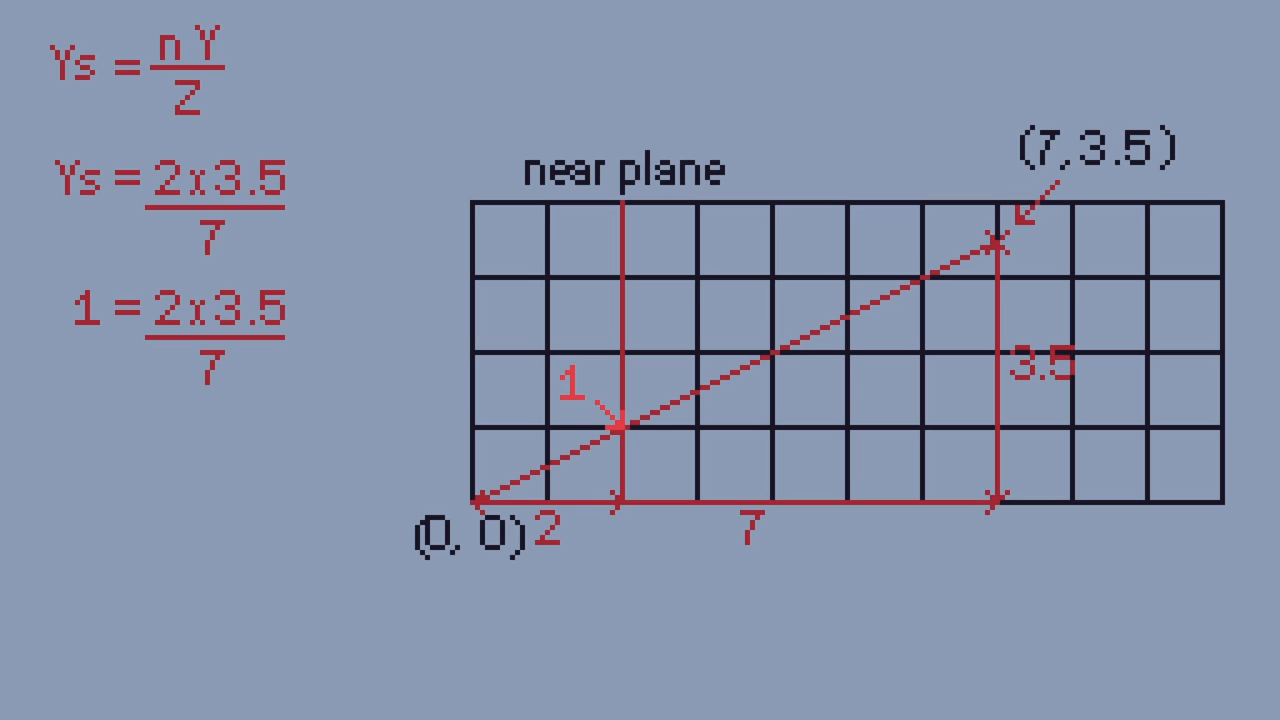 Ys = n Y
Z
Ys = 2x3.5
7
1 = 2x3.5
7
near plane
(7, 3.5)
1
3.5
(0, 0)
2
7